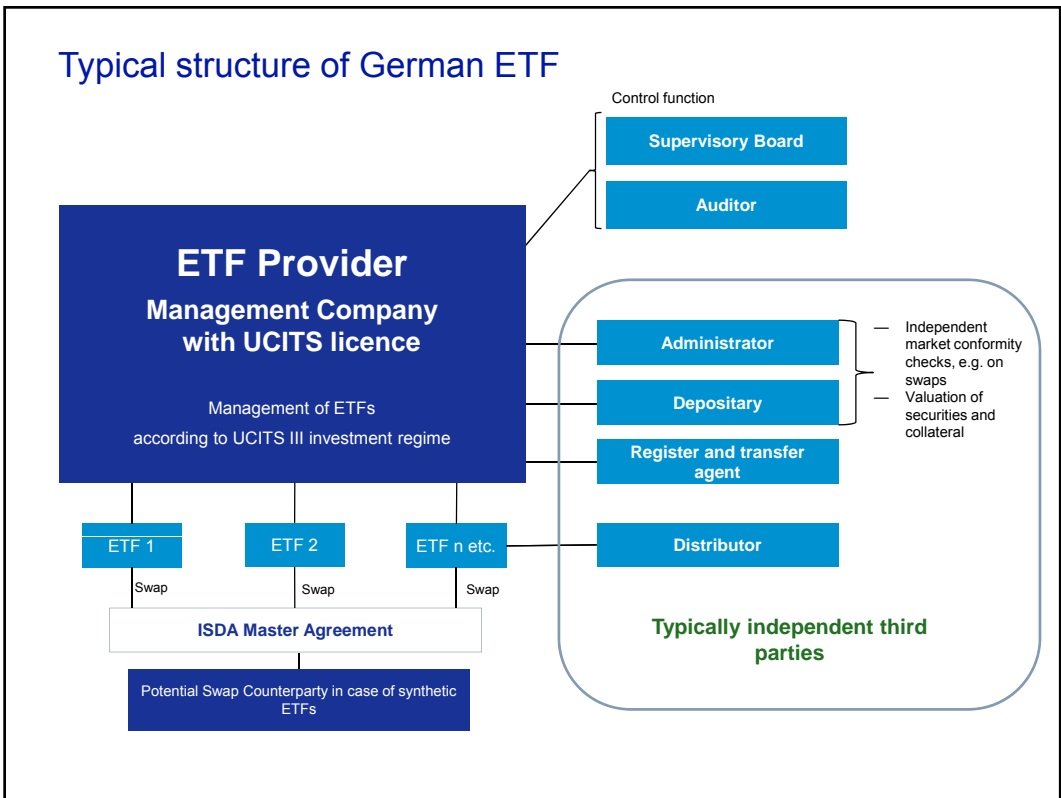 Typical structure of German ETF
Control function
Supervisory Board
Auditor
ETF Provider
Management Company
with UCITS licence
Management of ETFs
according to UCITS III investment regime
Administrator
Depositary
Register and transfer
agent
Distributor
— Independent
market conformity
checks, e.g. on
swaps
— Valuation of
securities and
collateral
ETF 1
ETF 2
ETF n etc.
Swap
Swap
Swap
ISDA Master Agreement
Potential Swap Counterparty in case of synthetic
ETFs
Typically independent third
parties